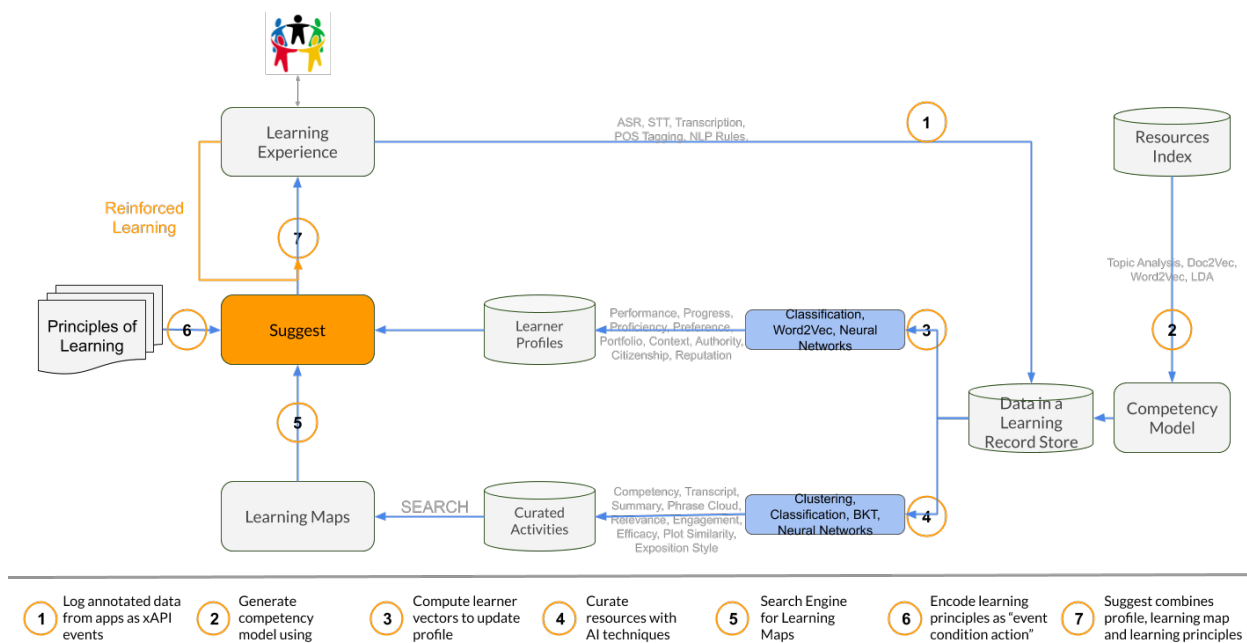 Learning
Experience
ASR, STT, Transcription,
POS Tagging, NLP Rules,
1
Resources
Index
Reinforced
Learning
7
Topic Analysis, Doc2Vec,
Word2Vec, LDA
Principles of
Learning
6
Suggest
Learner
Profiles
Performance, Progress,
Proficiency, Preference,
Portfolio, Context, Authority,
Citizenship, Reputation
Classification,
Word2Vec, Neural
Networks
3
2
5
Data in a
Learning
Record Store
Competency
Model
Learning Maps
SEARCH
Curated
Activities
Competency, Transcript,
Summary, Phrase Cloud,
Relevance, Engagement,
Efficacy, Plot Similarity,
Exposition Style
Clustering,
Classification, BKT,
Neural Networks
4
1
Log annotated data
from apps as xAPI
events
2
Generate
competency
model using
3
Compute learner
vectors to update
profile
4
Curate
resources with
AI techniques
5
Search Engine
for Learning
Maps
6
Encode learning
principles as “event
condition action”
7
Suggest combines
profile, learning map
and learning principles